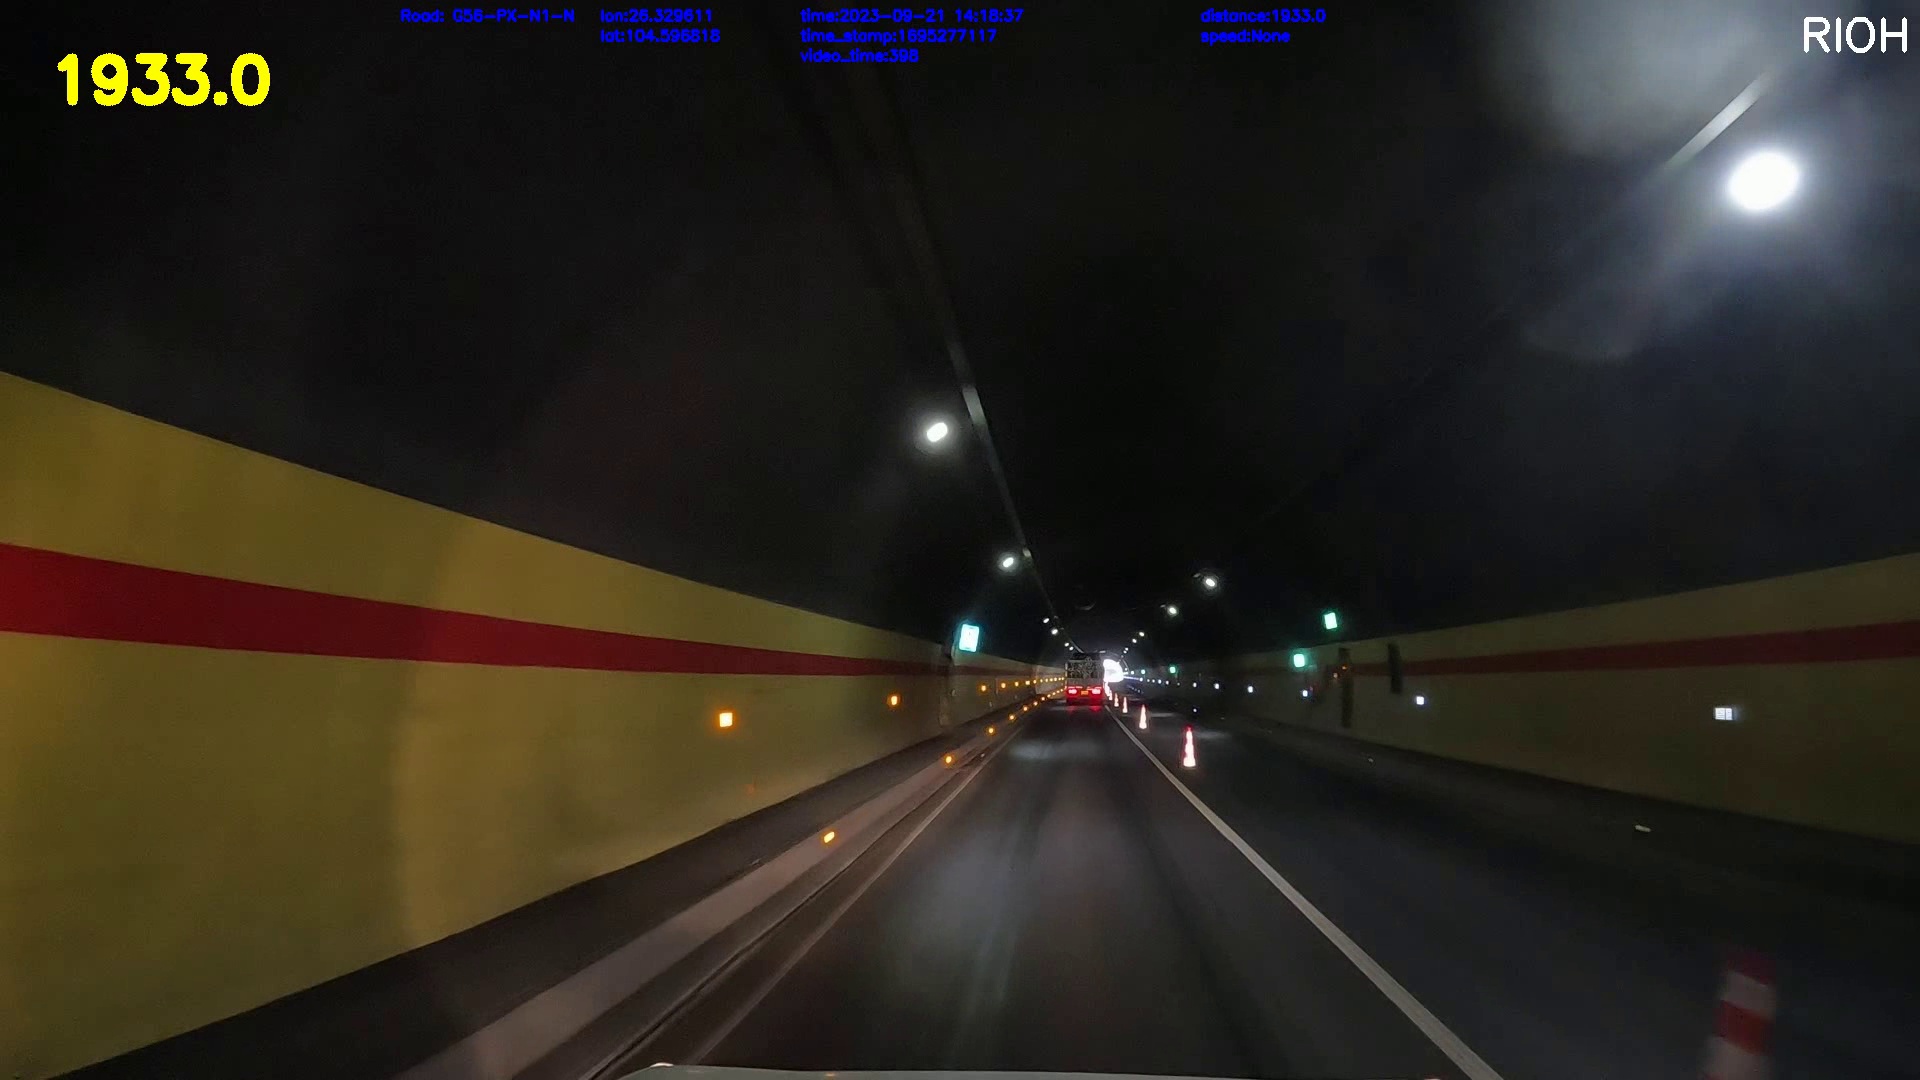 Road: G56-PX-N1-N lon:26.329611 time:2023-09-21 14:18:37 distance:1933.0
lat:104.596818 time_stamp:1695277117 speed:None
video_time:398
RIOH
1933.0